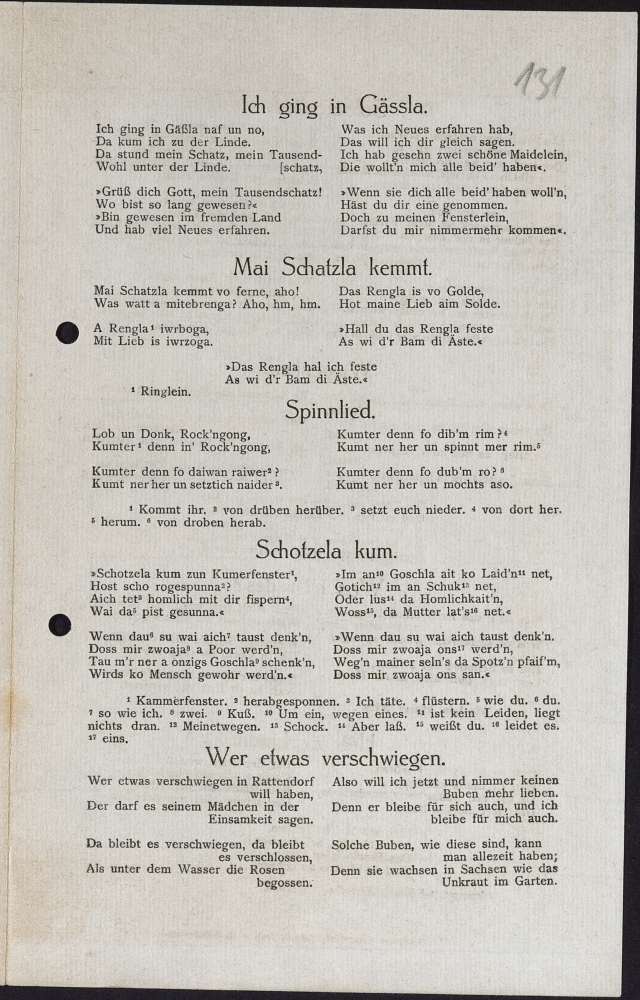 131
Ich ging in Gässla.
Ich ging in Gäßla naf un no,
Da kum ich zu der Linde.
Da stund mein Schatz, mein Tausend-
Wohl unter der Linde. [schatz,
»Grüß dich Gott, mein Tausendschatz!
Wo bist so lang gewesen?«
»Bin gewesen im fremden Land
Und hab viel Neues erfahren.
Was ich Neues erfahren hab,
Das will ich dir gleich sagen.
Ich hab gesehn zwei schöne Maidelein,
Die wollt'n mich alle beid' haben«.
»Wenn sie dich alle beid' haben woll'n,
Häst du dir eine genommen.
Doch zu meinen Fensterlein,
Darfst du mir nimmermehr kommen«.
Mai Schatzla kemmt.
Mai Schatzla kemmt vo ferne, aho!
Was watt a mitebrenga? Aho, hm, hm.
A Rengla¹ iwrboga,
Mit Lieb is iwrzoga.
Das Rengla is vo Golde,
Hot maine Lieb aim Solde.
»Hall du das Rengla feste
As wi d'r Bam di Äste.«
»Das Rengla hal ich feste
As wi d'r Bam di Äste.«
¹ Ringlein.
Spinnlied.
Lob un Donk, Rock'ngong,
Kumter¹ denn in' Rock'ngong,
Kumter denn fo daiwan raiwer² ?
Kumt ner her un setztich naider³.
Kumter denn fo dib'm rim ?⁴
Kumt ner her un spinnt mer rim.⁵
Kumter denn fo dub'm ro? ⁶
Kumt ner her un mochts aso.
¹ Kommt ihr. ² von drüben herüber. ³ setzt euch nieder. ⁴ von dort her.
⁵ herum. ⁶ von droben herab.
Schotzela kum.
»Schotzela kum zun Kumerfenster¹,
Host scho rogespunna²?
Aich tet³ homlich mit dir fispern⁴,
Wai da⁵ pist gesunna.«
Wenn dau⁶ su wai aich⁷ taust denk'n,
Doss mir zwoaja⁸ a Poor werd'n,
Tau m'r ner a onzigs Goschla⁹ schenk'n,
Wirds ko Mensch gewohr werd'n.«
»Im an¹⁰ Goschla ait ko Laid'n¹¹ net,
Gotich¹² im an Schuk¹³ net,
Oder lus¹⁴ da Homlichkait'n,
Woss¹⁵, da Mutter lat's¹⁶ net.«
»Wenn dau su wai aich taust denk'n.
Doss mir zwoaja ons¹⁷ werd'n,
Weg'n mainer seln's da Spotz'n pfaif'm,
Doss mir zwoaja ons san.«
¹ Kammerfenster. ² herabgesponnen. ³ Ich täte. ⁴ flüstern. ⁵ wie du. ⁶ du.
⁷ so wie ich. ⁸ zwei. ⁹ Kuß. ¹⁰ Um ein, wegen eines. ¹¹ ist kein Leiden, liegt
nichts dran. ¹² Meinetwegen. ¹³ Schock. ¹⁴ Aber laß. ¹⁵ weißt du. ¹⁶ leidet es.
¹⁷ eins.
Wer etwas verschwiegen.
Wer etwas verschwiegen in Rattendorf
will haben,
Der darf es seinem Mädchen in der
Einsamkeit sagen.
Da bleibt es verschwiegen, da bleibt
es verschlossen,
Als unter dem Wasser die Rosen
begossen.
Also will ich jetzt und nimmer keinen
Buben mehr lieben.
Denn er bleibe für sich auch, und ich
bleibe für mich auch.
Solche Buben, wie diese sind, kann
man allezeit haben;
Denn sie wachsen in Sachsen wie das
Unkraut im Garten.